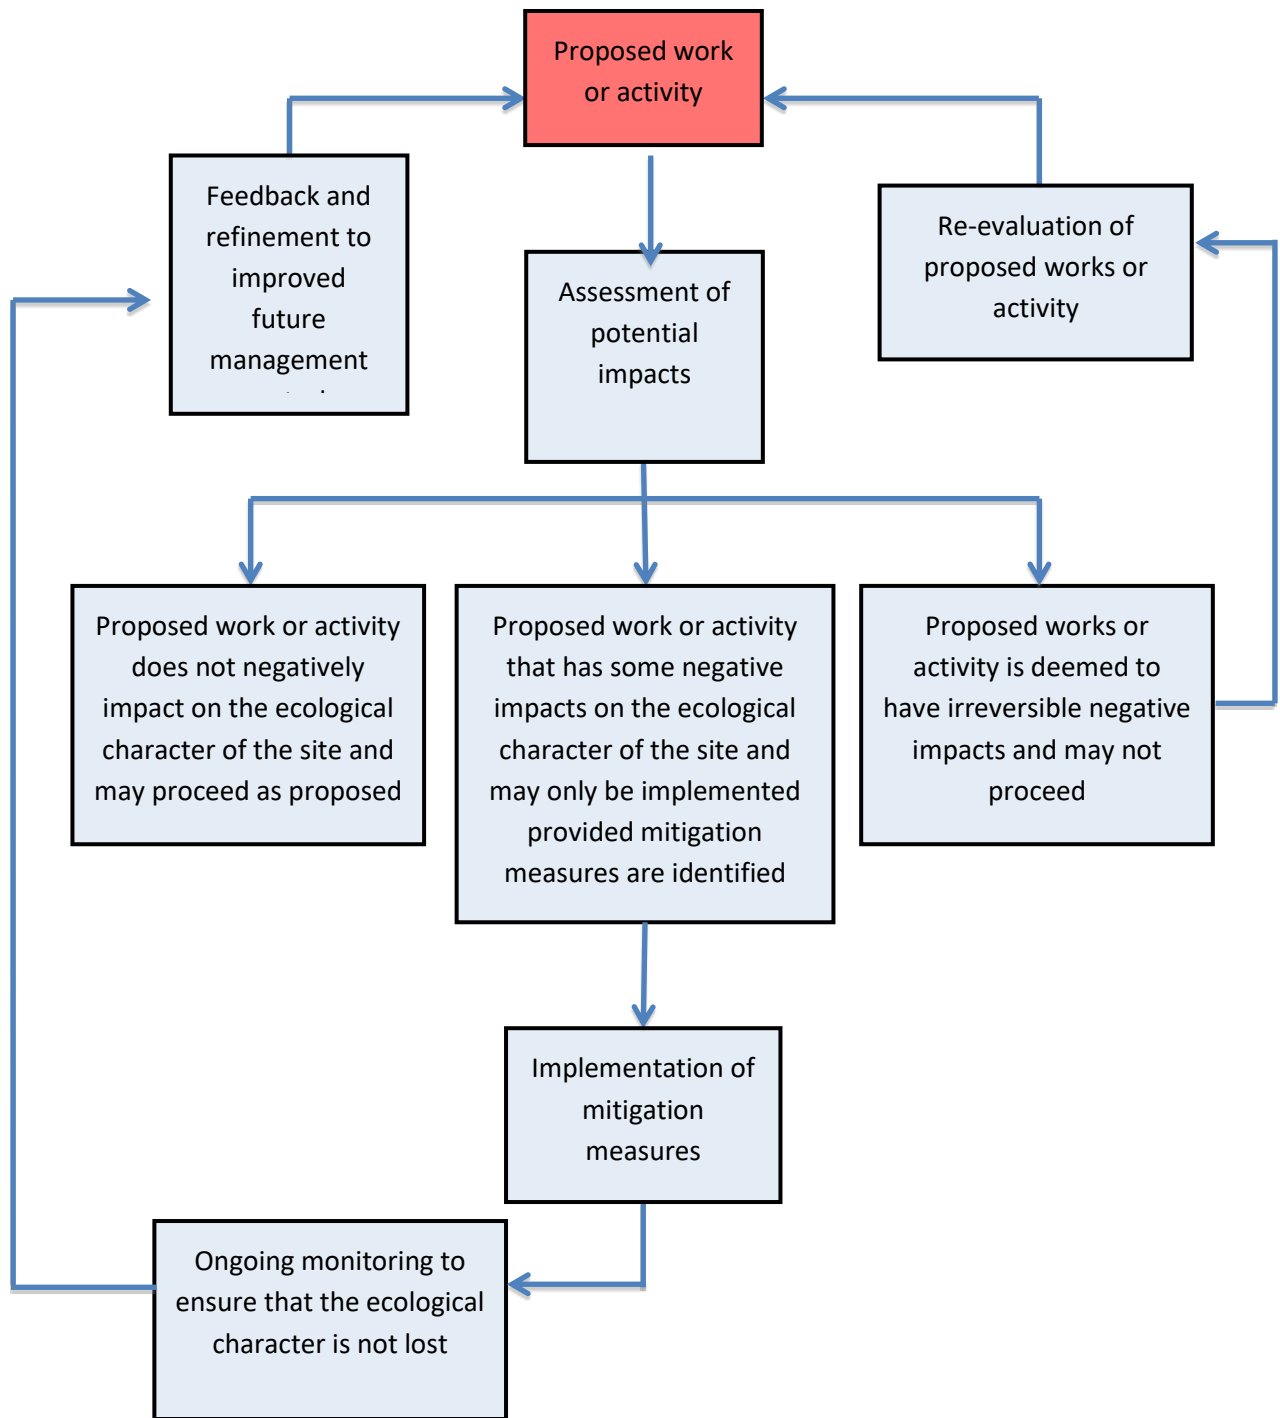 Proposed work
or activity
Feedback and
refinement to
improved
future
management
Re-evaluation of
proposed works or
activity
Assessment of
potential
impacts
Proposed work or activity
does not negatively
impact on the ecological
character of the site and
may proceed as proposed
Proposed work or activity
that has some negative
impacts on the ecological
character of the site and
may only be implemented
provided mitigation
measures are identified
Proposed works or
activity is deemed to
have irreversible negative
impacts and may not
proceed
Implementation of
mitigation
measures
Ongoing monitoring to
ensure that the ecological
character is not lost